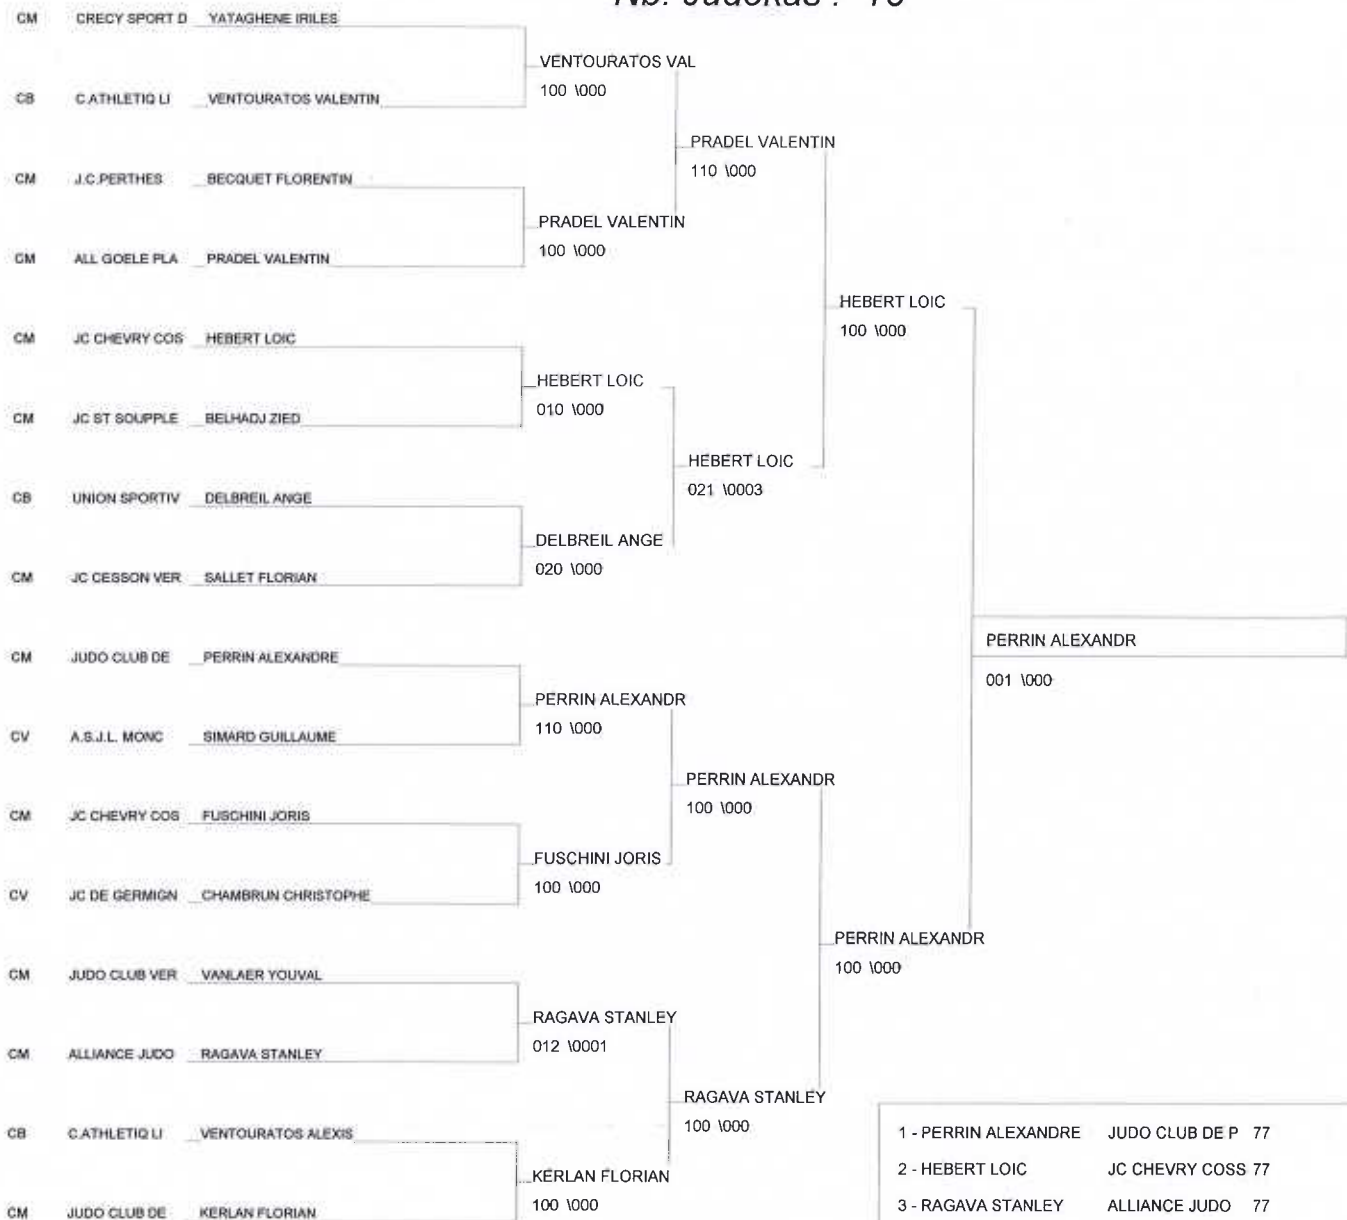 Nb. Judokas : 16
CM CRECY SPORT D YATAGHENE IRILES
VENTOURATOS VAL
100 \000
CB C.ATHLETIQ LI VENTOURATOS VALENTIN
PRADEL VALENTIN
110 \000
CM J.C.PERTHES BECQUET FLORENTIN
PRADEL VALENTIN
100 \000
CM ALL GOELE PLA PRADEL VALENTIN
HEBERT LOIC
100 \000
CM JC CHEVRY COS HEBERT LOIC
HEBERT LOIC
010 \000
CM JC ST SOUPPLE BELHADJ ZIED
HEBERT LOIC
021 \0003
CB UNION SPORTIV DELBREIL ANGE
DELBREIL ANGE
020 \000
CM JC CESSON VER SALLET FLORIAN
PERRIN ALEXANDR
001 \000
CM JUDO CLUB DE PERRIN ALEXANDRE
PERRIN ALEXANDR
110 \000
CV A.S.J.L. MONC SIMARD GUILLAUME
PERRIN ALEXANDR
100 \000
CM JC CHEVRY COS FUSCHINI JORIS
FUSCHINI JORIS
100 \000
CV JC DE GERMIGN CHAMBRUN CHRISTOPHE
PERRIN ALEXANDR
100 \000
CM JUDO CLUB VER VANLAER YOUVAL
RAGAVA STANLEY
012 \0001
CM ALLIANCE JUDO RAGAVA STANLEY
RAGAVA STANLEY
100 \000
CB C.ATHLETIQ LI VENTOURATOS ALEXIS
KERLAN FLORIAN
100 \000
CM JUDO CLUB DE KERLAN FLORIAN
1 - PERRIN ALEXANDRE JUDO CLUB DE P 77
2 - HEBERT LOIC JC CHEVRY COSS 77
3 - RAGAVA STANLEY ALLIANCE JUDO 77